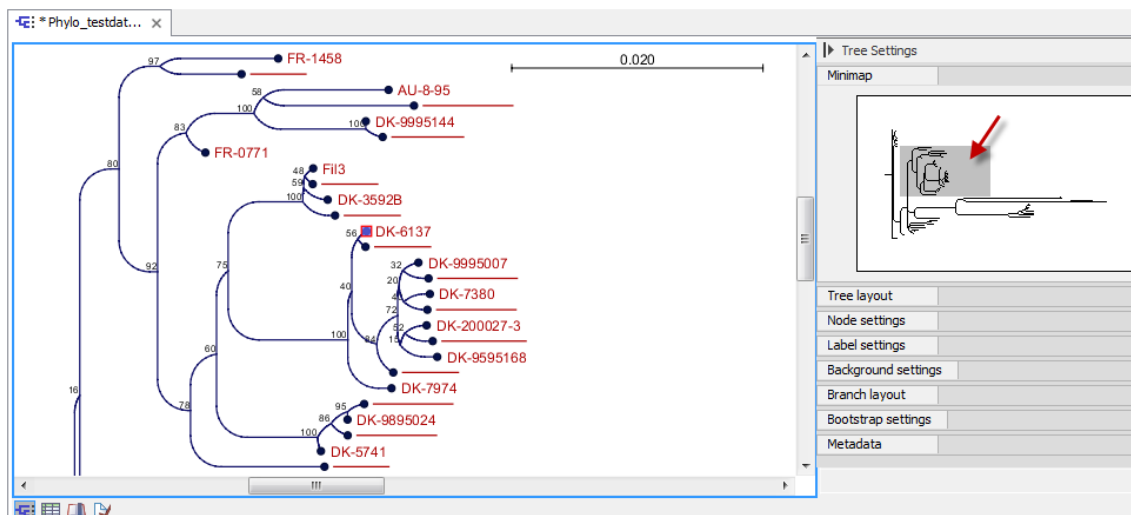 * Phylo_testdat...
Tree Settings
Minimap
0.020
97
FR-1458
58
AU-8-95
100
100
DK-9995144
83
FR-0771
80
48
Fil3
59
DK-3592B
100
56
DK-6137
92
75
32
DK-9995007
20
40
DK-7380
72
52
DK-200027-3
100
84
15
DK-9595168
60
DK-7974
16
78
95
86
DK-9895024
100
DK-5741
Tree layout
Node settings
Label settings
Background settings
Branch layout
Bootstrap settings
Metadata